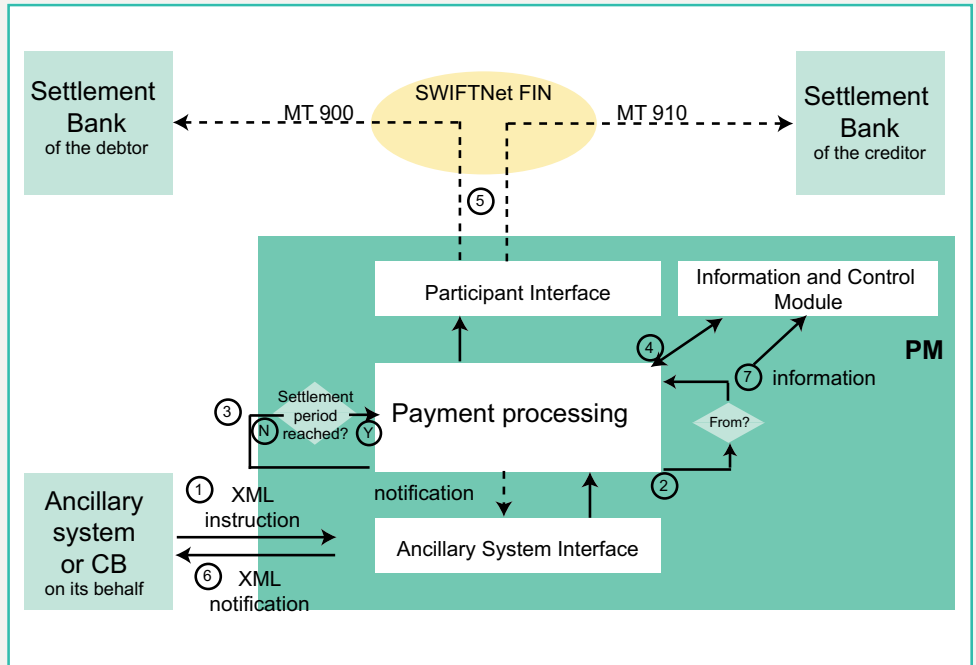 Settlement
Bank
of the debtor
MT 900
SWIFTNet FIN
MT 910
Settlement
Bank
of the creditor
5
Participant Interface
Information and Control
Module
PM
4
7 information
3
Settlement
period
reached?
N
Y
Payment processing
From?
2
notification
Ancillary
system
or CB
on its behalf
1 XML
instruction
6 XML
notification
Ancillary System Interface